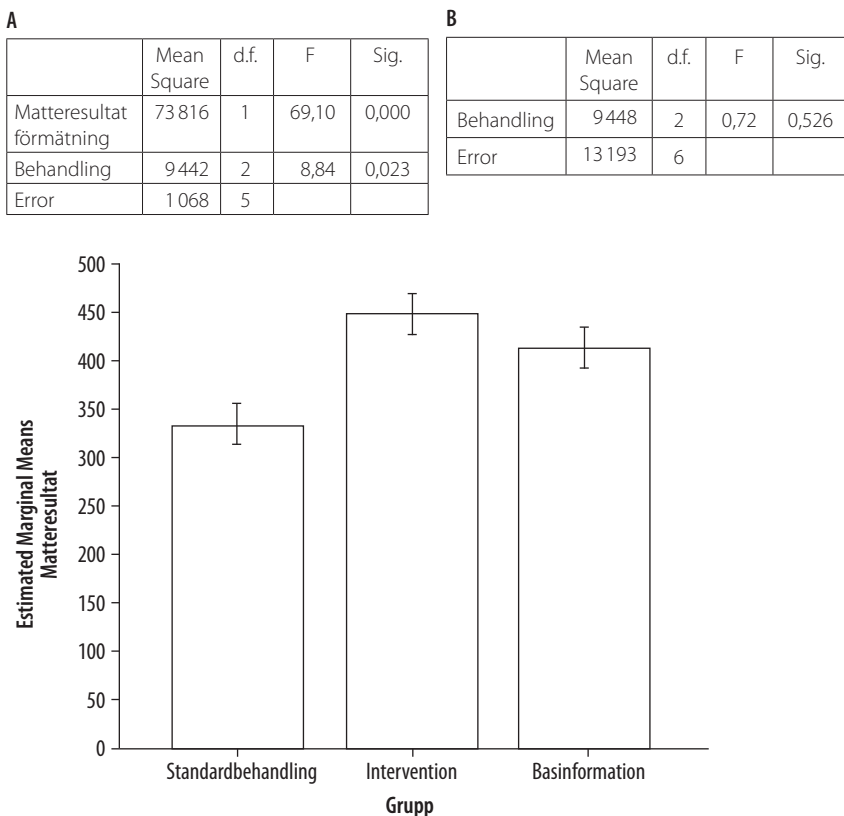 A
Mean Square d.f. F Sig.
Matteresultat förmätning 73 816 1 69,10 0,000
Behandling 9 442 2 8,84 0,023
Error 1 068 5
B
Mean Square d.f. F Sig.
Behandling 9 448 2 0,72 0,526
Error 13 193 6
500
450
400
350
300
250
200
150
100
50
0
Estimated Marginal Means
Matteresultat
Standardbehandling Intervention Basinformation
Grupp